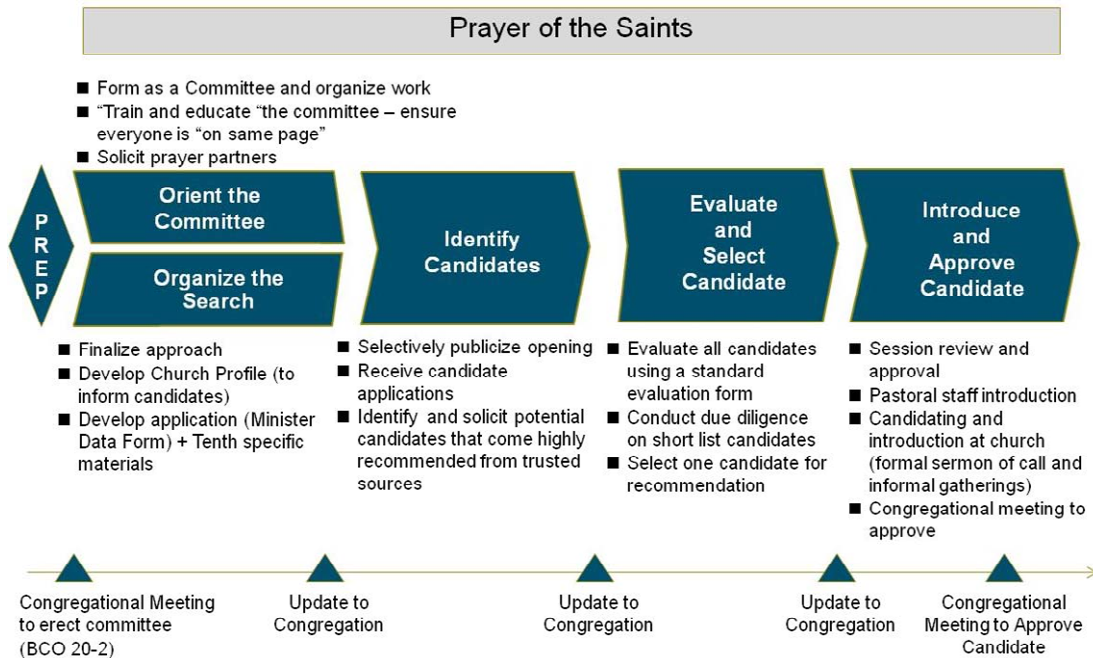 Prayer of the Saints
■ Form as a Committee and organize work
■ “Train and educate “the committee – ensure
everyone is “on same page”
■ Solicit prayer partners
PREP
Orient the
Committee
Organize the
Search
Identify
Candidates
Evaluate
and
Select
Candidate
Introduce
and
Approve
Candidate
■ Finalize approach
■ Develop Church Profile (to
inform candidates)
■ Develop application (Minister
Data Form) + Tenth specific
materials
■ Selectively publicize opening
■ Receive candidate
applications
■ Identify and solicit potential
candidates that come highly
recommended from trusted
sources
■ Evaluate all candidates
using a standard
evaluation form
■ Conduct due diligence
on short list candidates
■ Select one candidate for
recommendation
■ Session review and
approval
■ Pastoral staff introduction
■ Candidating and
introduction at church
(formal sermon of call and
informal gatherings)
■ Congregational meeting to
approve
Congregational Meeting
to erect committee
(BCO 20-2)
Update to
Congregation
Update to
Congregation
Update to
Congregation
Congregational
Meeting to Approve
Candidate